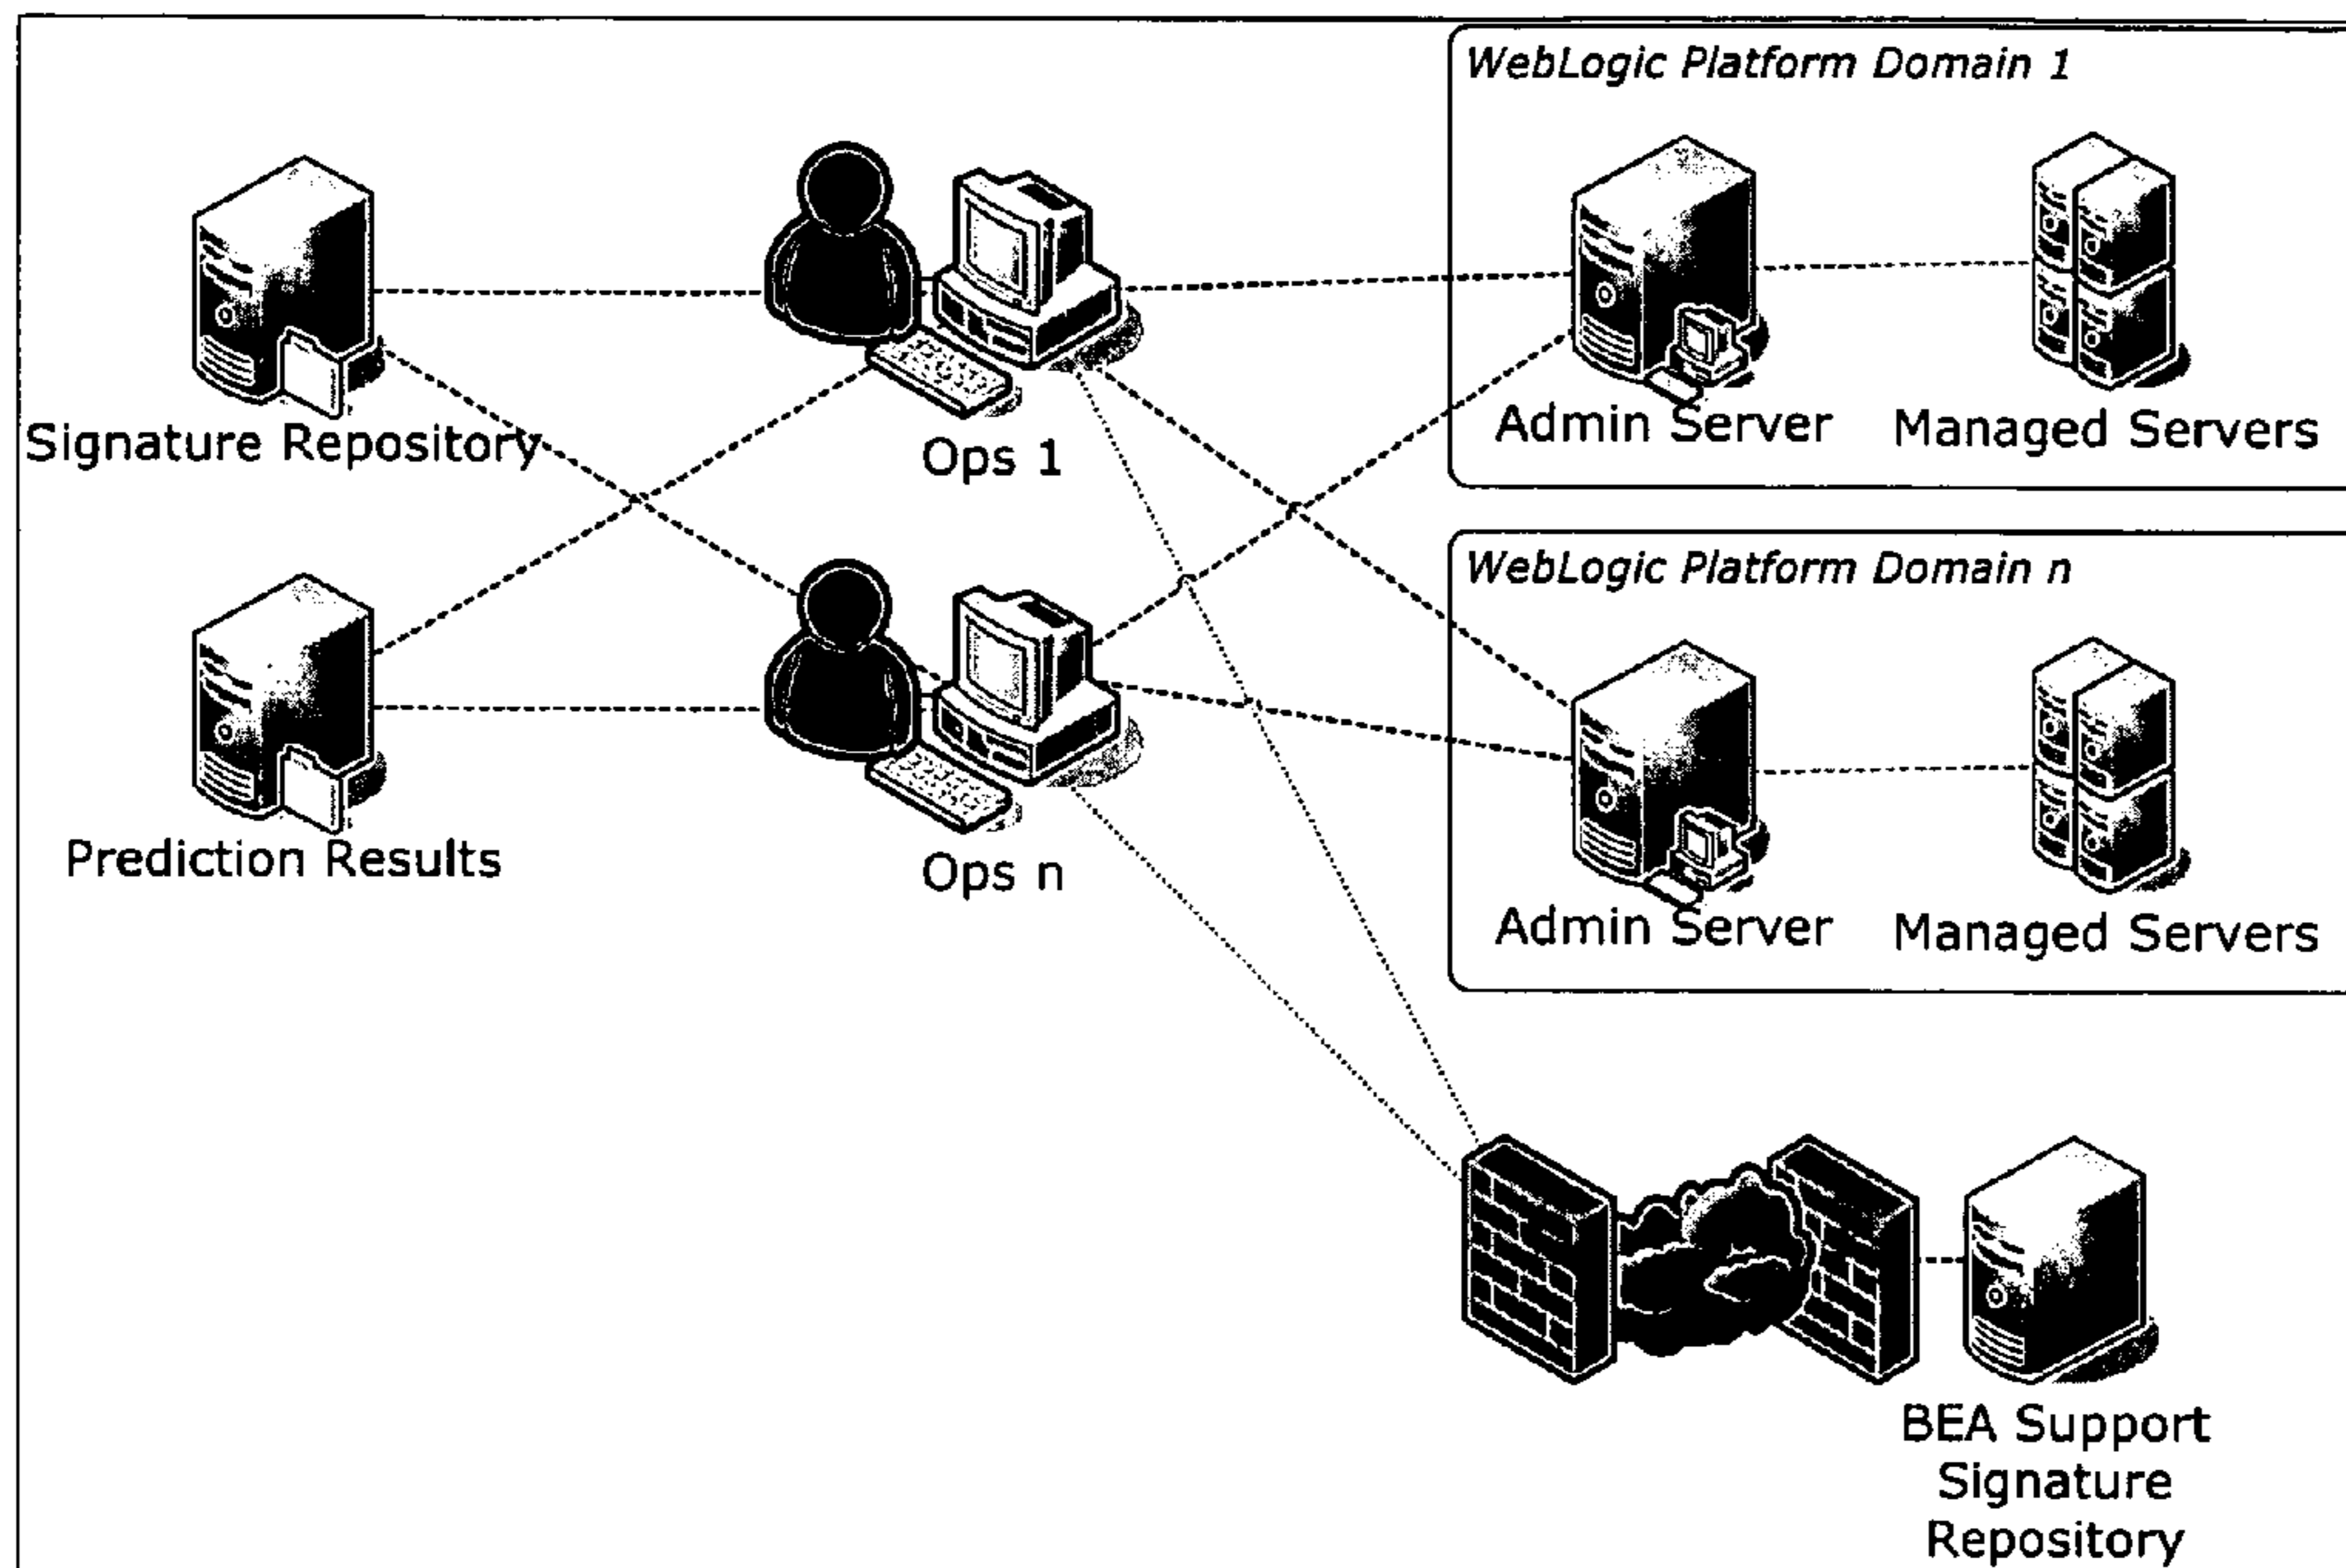 WebLogic Platform Domain 1
Signature Repository
Ops 1
Admin Server
Managed Servers
WebLogic Platform Domain n
Prediction Results
Ops n
Admin Server
Managed Servers
BEA Support
Signature
Repository